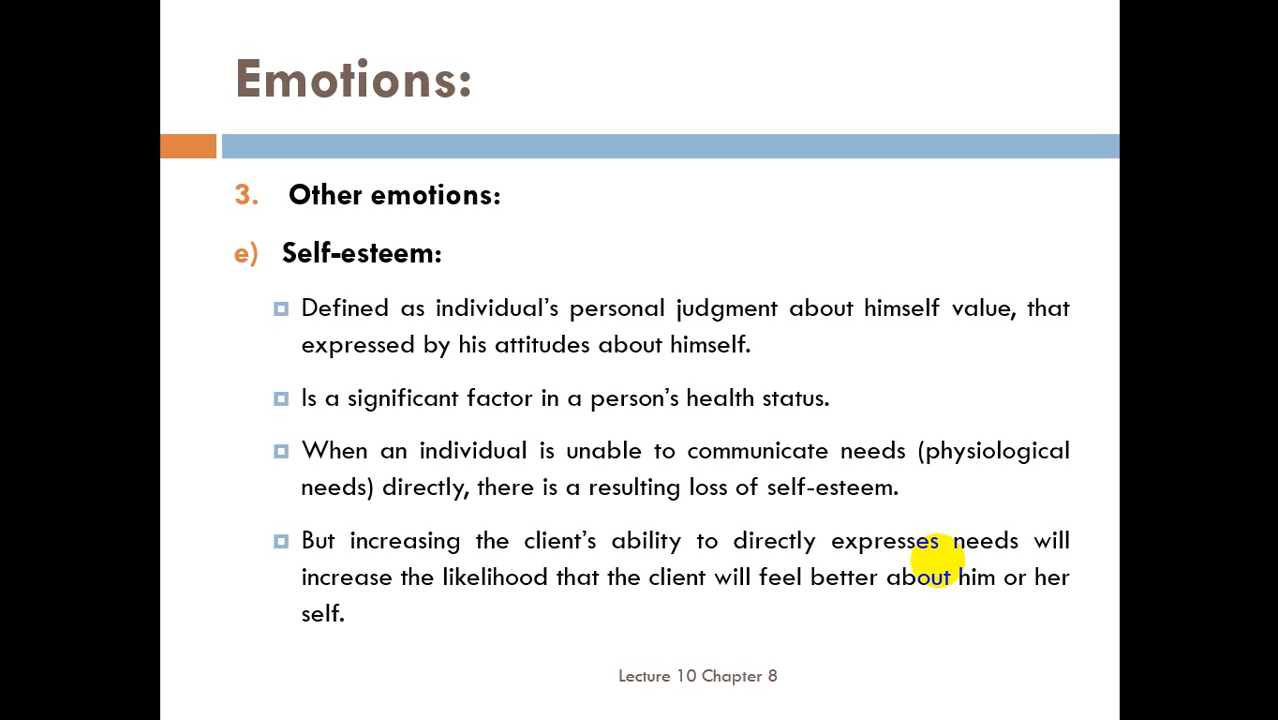 Emotions:
3. Other emotions:
e) Self-esteem:
Defined as individual’s personal judgment about himself value, that
expressed by his attitudes about himself.
Is a significant factor in a person’s health status.
When an individual is unable to communicate needs (physiological
needs) directly, there is a resulting loss of self-esteem.
But increasing the client’s ability to directly expresses needs will
increase the likelihood that the client will feel better about him or her
self.
Lecture 10 Chapter 8